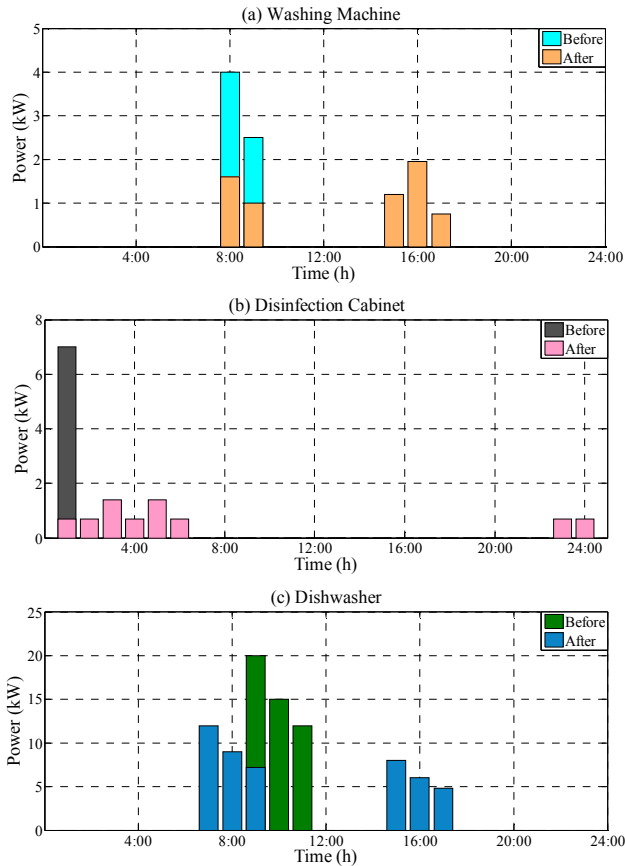 (a) Washing Machine
5
4
3
2
1
0
Power (kW)
Before
After
4:00 8:00 12:00 16:00 20:00 24:00
Time (h)
(b) Disinfection Cabinet
8
6
4
2
0
Power (kW)
Before
After
4:00 8:00 12:00 16:00 20:00 24:00
Time (h)
(c) Dishwasher
25
20
15
10
5
0
Power (kW)
Before
After
4:00 8:00 12:00 16:00 20:00 24:00
Time (h)